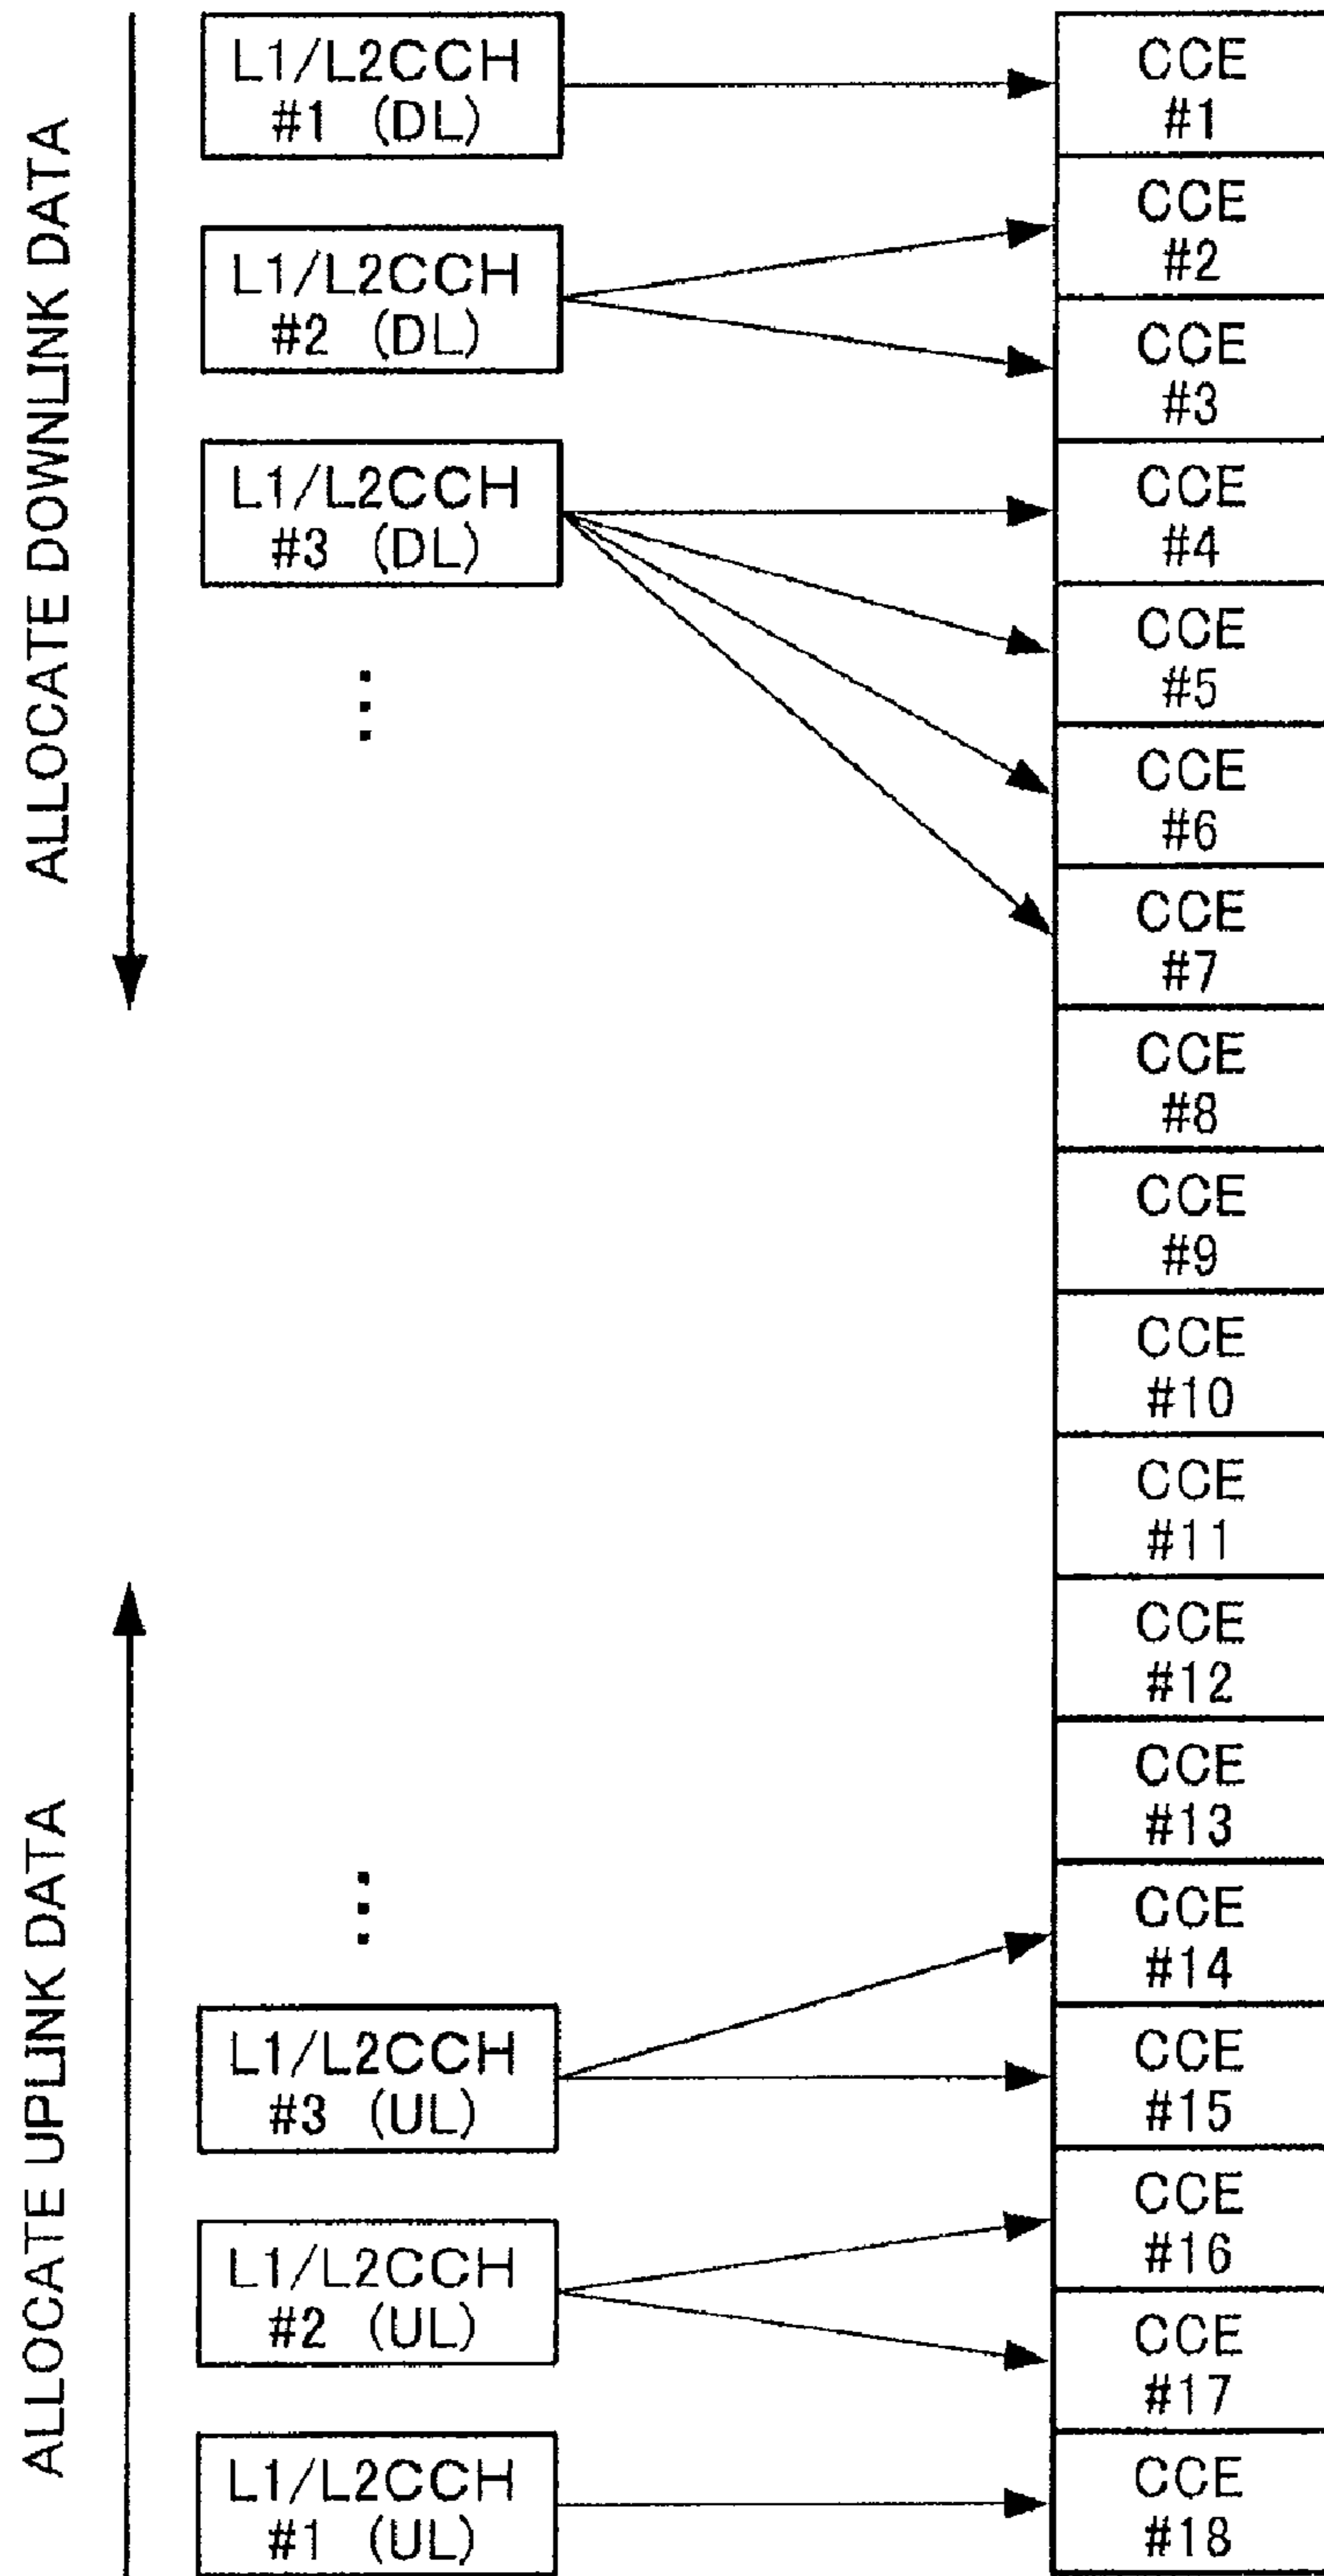 ALLOCATE DOWNLINK DATA
L1/L2CCH
#1 (DL)
L1/L2CCH
#2 (DL)
L1/L2CCH
#3 (DL)
⋮
ALLOCATE UPLINK DATA
⋮
L1/L2CCH
#3 (UL)
L1/L2CCH
#2 (UL)
L1/L2CCH
#1 (UL)
CCE
#1
CCE
#2
CCE
#3
CCE
#4
CCE
#5
CCE
#6
CCE
#7
CCE
#8
CCE
#9
CCE
#10
CCE
#11
CCE
#12
CCE
#13
CCE
#14
CCE
#15
CCE
#16
CCE
#17
CCE
#18